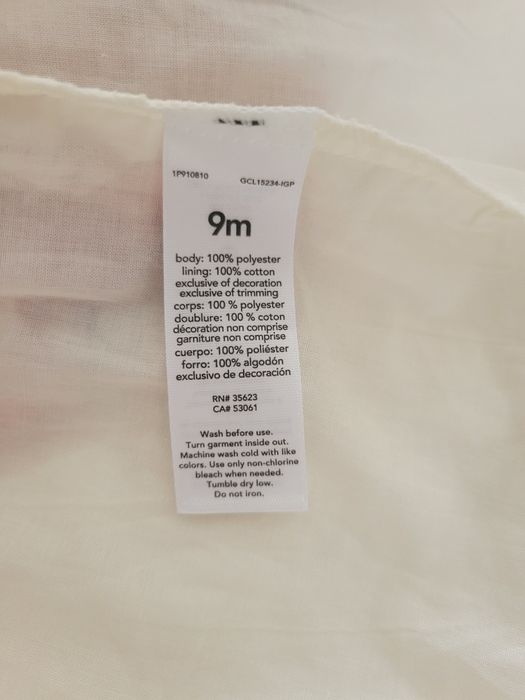 1P910810
GCL15234-IGP
9m
body: 100% polyester
lining: 100% cotton
exclusive of decoration
exclusive of trimming
corps: 100 % polyester
doublure: 100 % coton
décoration non comprise
garniture non comprise
cuerpo: 100% poliéster
forro: 100% algodón
exclusivo de decoración
RN# 35623
CA# 53061
Wash before use.
Turn garment inside out.
Machine wash cold with like
colors. Use only non-chlorine
bleach when needed.
Tumble dry low.
Do not iron.